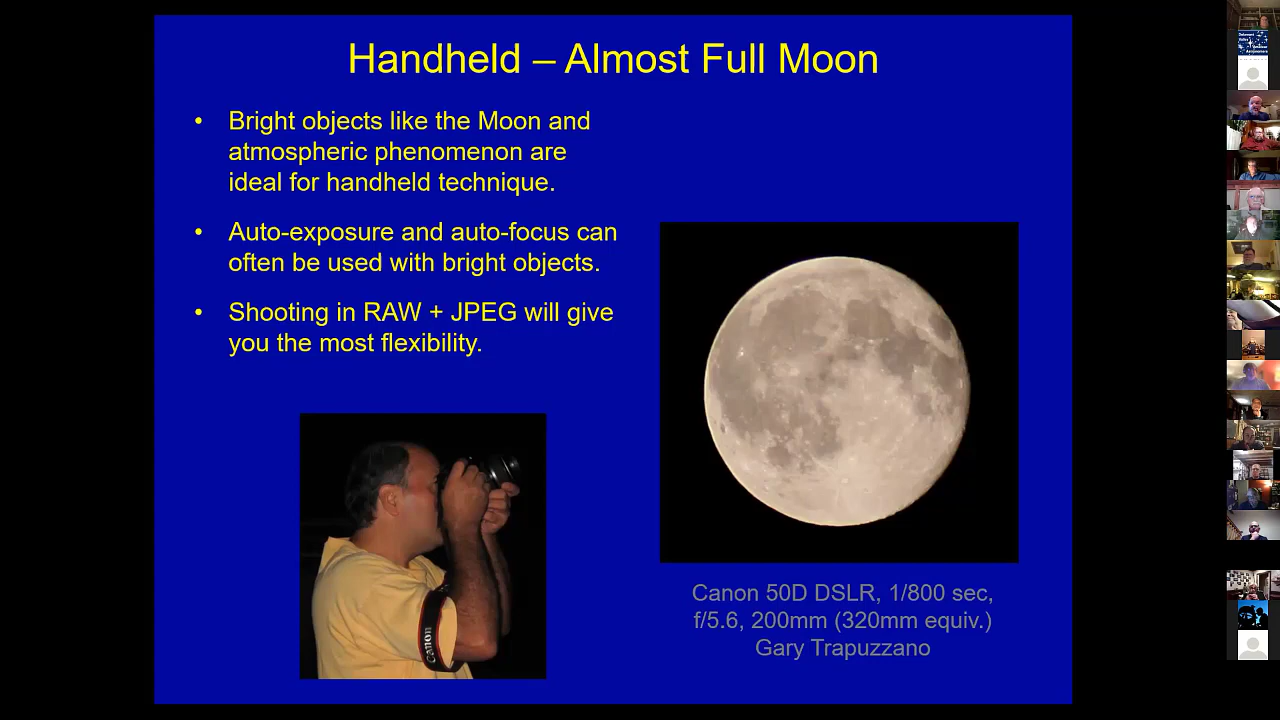 Handheld – Almost Full Moon
• Bright objects like the Moon and
atmospheric phenomenon are
ideal for handheld technique.
• Auto-exposure and auto-focus can
often be used with bright objects.
• Shooting in RAW + JPEG will give
you the most flexibility.
Canon
Canon 50D DSLR, 1/800 sec,
f/5.6, 200mm (320mm equiv.)
Gary Trapuzzano